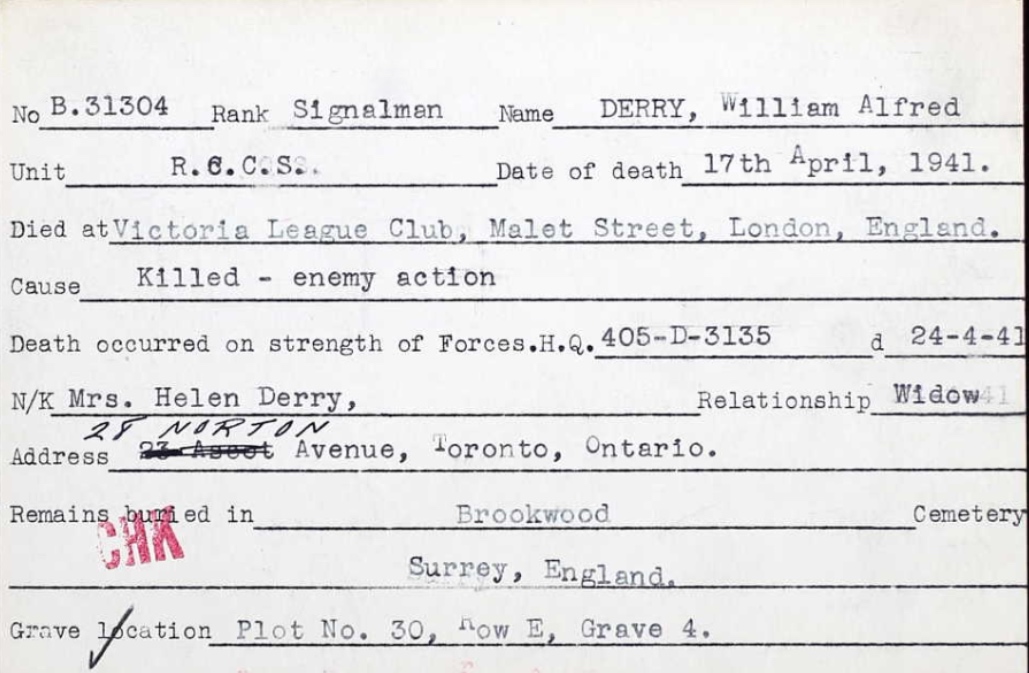 No B.31304 Rank Signalman Name DERRY, William Alfred
Unit R.C.C.S. Date of death 17th April, 1941.
Died at Victoria League Club, Malet Street, London, England.
Cause Killed - enemy action
Death occurred on strength of Forces.H.Q. 405-D-3135 d 24-4-41
N/K Mrs. Helen Derry, Relationship Widow
28 NORTON
Address 23 Ascot Avenue, Toronto, Ontario.
Remains buried in Brookwood Cemetery
CHK
Surrey, England.
Grave location Plot No. 30, Row E, Grave 4.